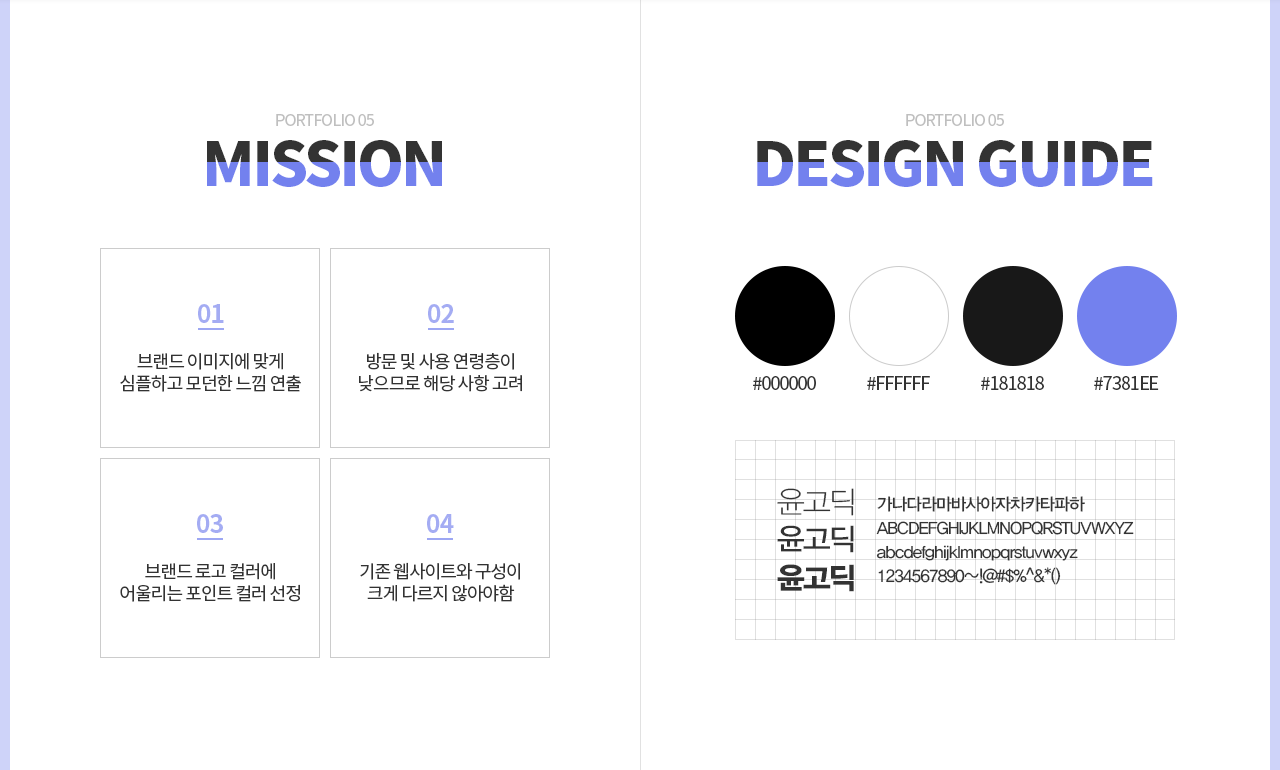 PORTFOLIO 05
MISSION
01
브랜드 이미지에 맞게
심플하고 모던한 느낌 연출
02
방문 및 사용 연령층이
낮으므로 해당 사항 고려
03
브랜드 로고 컬러에
어울리는 포인트 컬러 선정
04
기존 웹사이트와 구성이
크게 다르지 않아야함
PORTFOLIO 05
DESIGN GUIDE
#000000
#FFFFFF
#181818
#7381EE
윤고딕
윤고딕
윤고딕
가나다라마바사아자차카타파하
ABCDEFGHIJKLMNOPQRSTUVWXYZ
abcdefghijklmnopqrstuvwxyz
1234567890~!@#$%^&*()